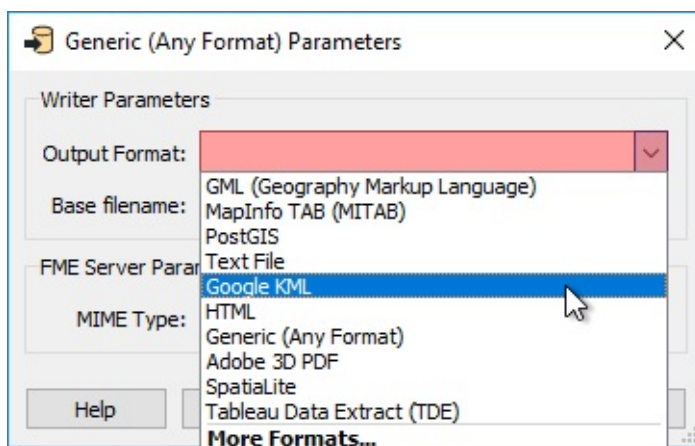 Generic (Any Format) Parameters
Writer Parameters
Output Format:
GML (Geography Markup Language)
MapInfo TAB (MITAB)
Base filename:
PostGIS
Text File
FME Server Para
Google KML
HTML
MIME Type:
Generic (Any Format)
Adobe 3D PDF
SpatiaLite
Help
Tableau Data Extract (TDE)
More Formats...